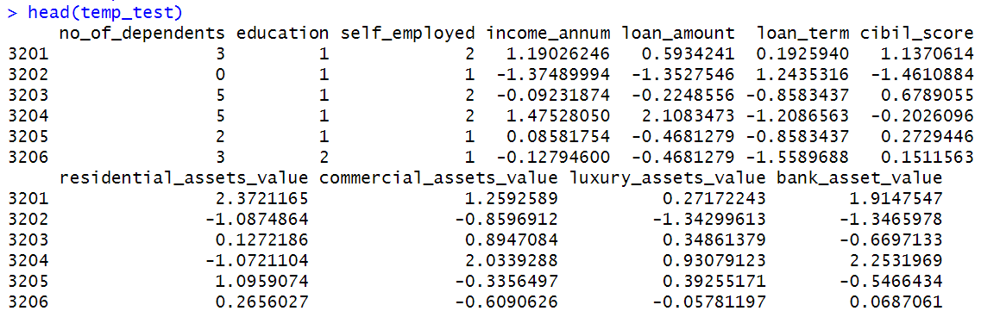 > head(temp_test)
no_of_dependents education self_employed income_annum loan_amount loan_term cibil_score
3201 3 1 2 1.19026246 0.5934241 0.1925940 1.1370614
3202 0 1 1 -1.37489994 -1.3527546 1.2435316 -1.4610884
3203 5 1 2 -0.09231874 -0.2248556 -0.8583437 0.6789055
3204 5 1 2 1.47528050 2.1083473 -1.2086563 -0.2026096
3205 2 1 1 0.08581754 -0.4681279 -0.8583437 0.2729446
3206 3 2 1 -0.12794600 -0.4681279 -1.5589688 0.1511563
residential_assets_value commercial_assets_value luxury_assets_value bank_asset_value
3201 2.3721165 1.2592589 0.27172243 1.9147547
3202 -1.0874864 -0.8596912 -1.34299613 -1.3465978
3203 0.1272186 0.8947084 0.34861379 -0.6697133
3204 -1.0721104 2.0339288 0.93079123 2.2531969
3205 1.0959074 -0.3356497 0.39255171 -0.5466434
3206 0.2656027 -0.6090626 -0.05781197 0.0687061